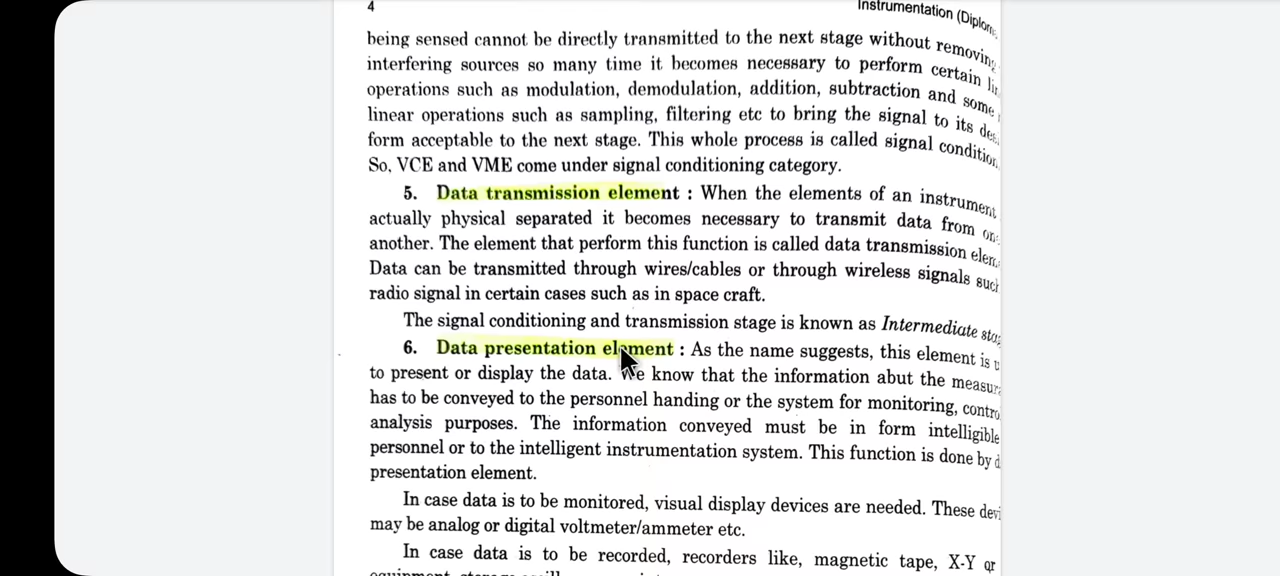 4
Instrumentation (Diplom
being sensed cannot be directly transmitted to the next stage without removing
interfering sources so many time it becomes necessary to perform certain
operations such as modulation, demodulation, addition, subtraction and some
linear operations such as sampling, filtering etc to bring the signal to its
form acceptable to the next stage. This whole process is called signal condition
So, VCE and VME come under signal conditioning category.
5. Data transmission element : When the elements of an instrument
actually physical separated it becomes necessary to transmit data from
another. The element that perform this function is called data transmission
Data can be transmitted through wires/cables or through wireless signals such
radio signal in certain cases such as in space craft.
The signal conditioning and transmission stage is known as Intermediate
6. Data presentation element : As the name suggests, this element is
to present or display the data. We know that the information abut the
has to be conveyed to the personnel handing or the system for monitoring,
analysis purposes. The information conveyed must be in form intelligible
personnel or to the intelligent instrumentation system. This function is done by
presentation element.
In case data is to be monitored, visual display devices are needed. These
may be analog or digital voltmeter/ammeter etc.
In case data is to be recorded, recorders like, magnetic tape, X-Y or